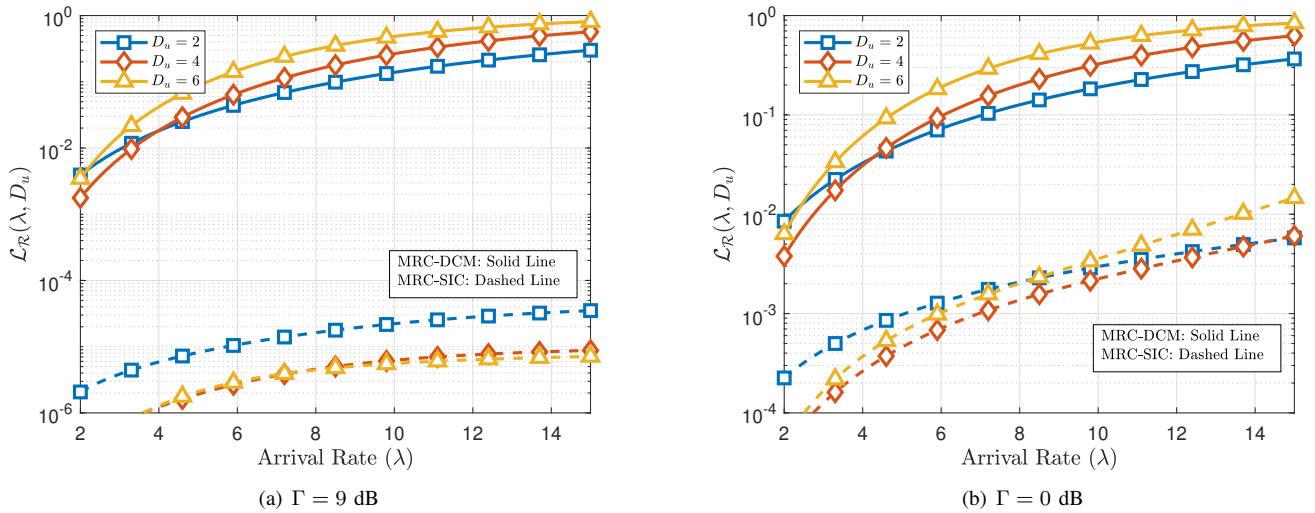 10^0
10^-2
10^-4
10^-6
2
4
6
8
10
12
14
Arrival Rate (λ)
ℒ_ℛ(λ, D_u)
D_u = 2
D_u = 4
D_u = 6
MRC-DCM: Solid Line
MRC-SIC: Dashed Line
(a) Γ = 9 dB
10^0
10^-1
10^-2
10^-3
10^-4
2
4
6
8
10
12
14
Arrival Rate (λ)
ℒ_ℛ(λ, D_u)
D_u = 2
D_u = 4
D_u = 6
MRC-DCM: Solid Line
MRC-SIC: Dashed Line
(b) Γ = 0 dB